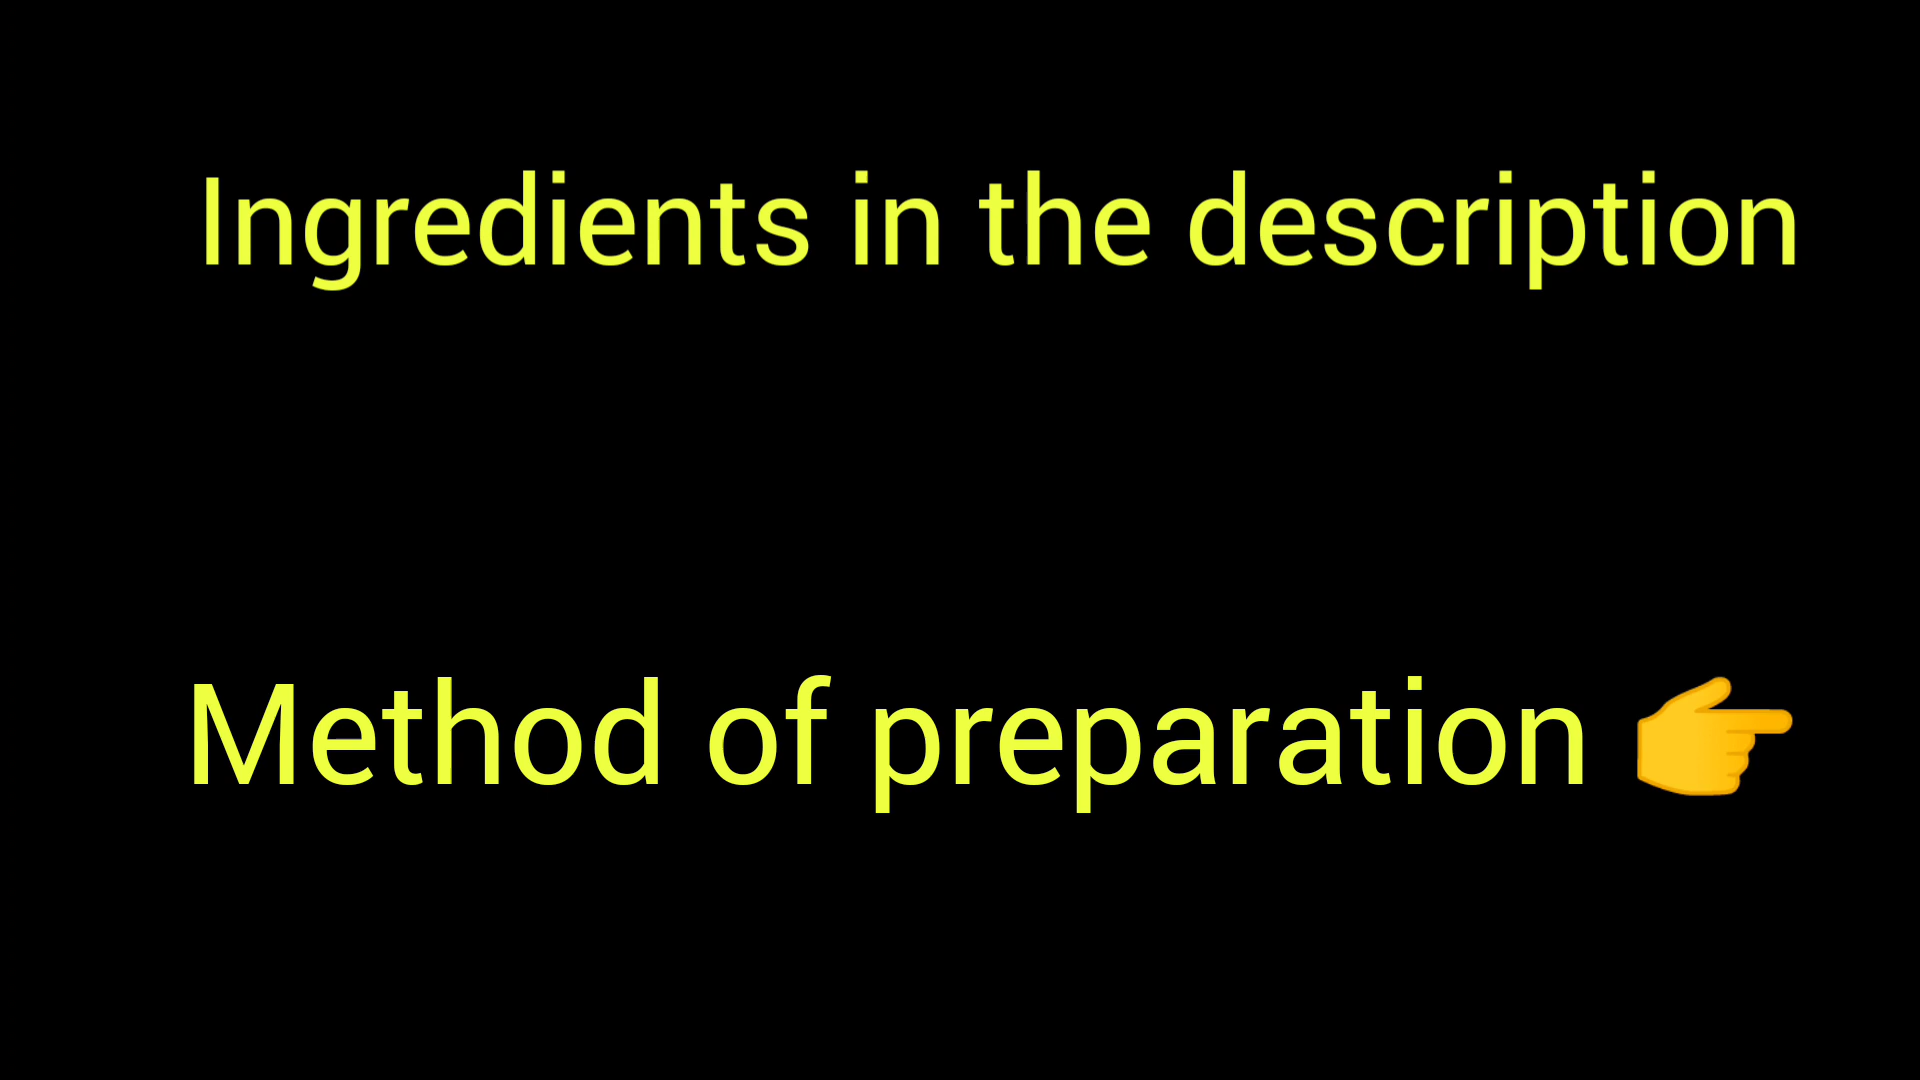 Ingredients in the description
Method of preparation 👉